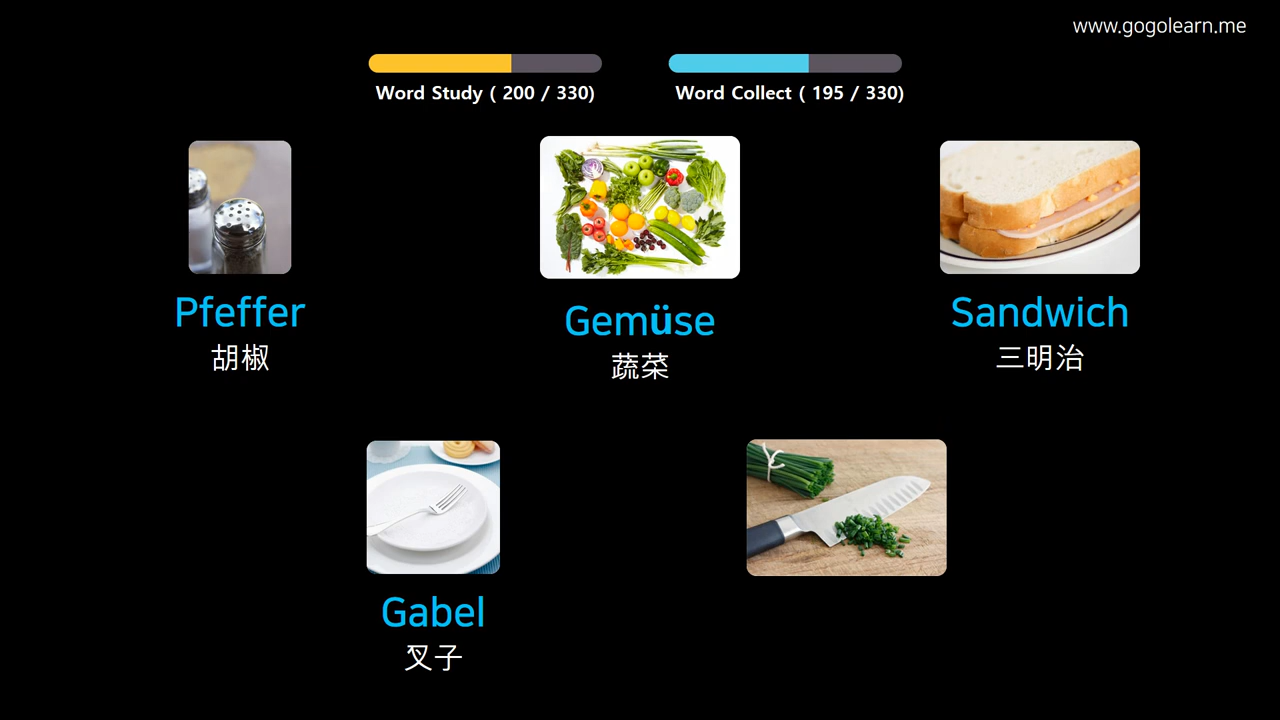 www.gogolearn.me
Word Study ( 200 / 330)
Word Collect ( 195 / 330)
Pfeffer
胡椒
Gemüse
蔬菜
Sandwich
三明治
Gabel
叉子